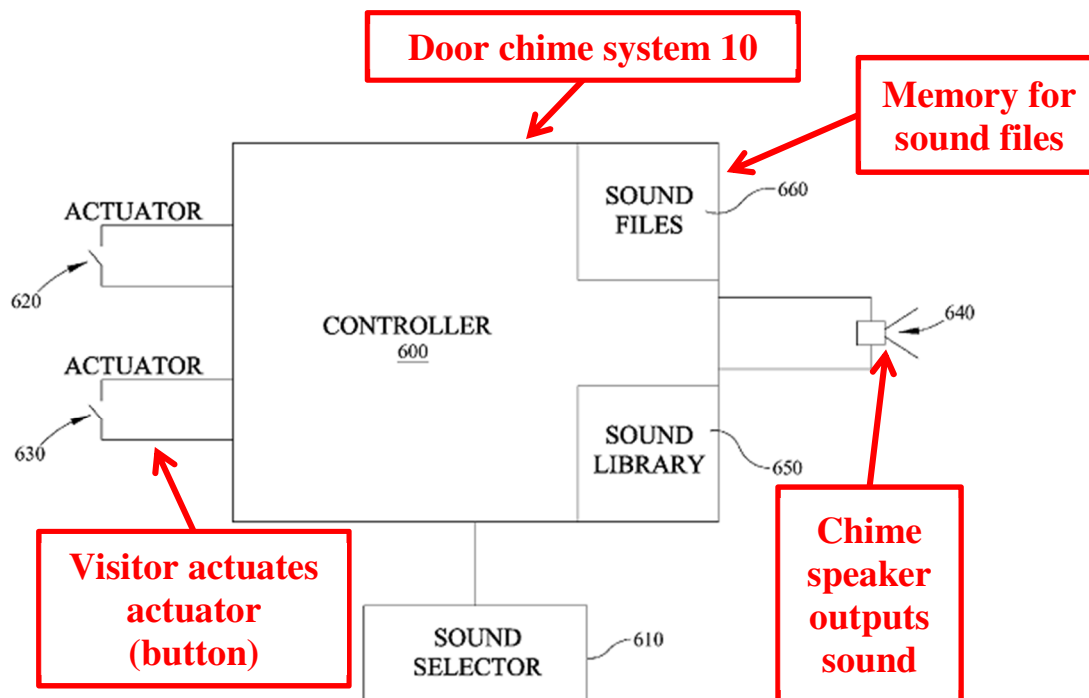 Door chime system 10
Memory for
sound files
ACTUATOR
620
SOUND
FILES
660
CONTROLLER
600
640
ACTUATOR
630
SOUND
LIBRARY
650
Visitor actuates
actuator
(button)
Chime
speaker
outputs
sound
SOUND
SELECTOR
610